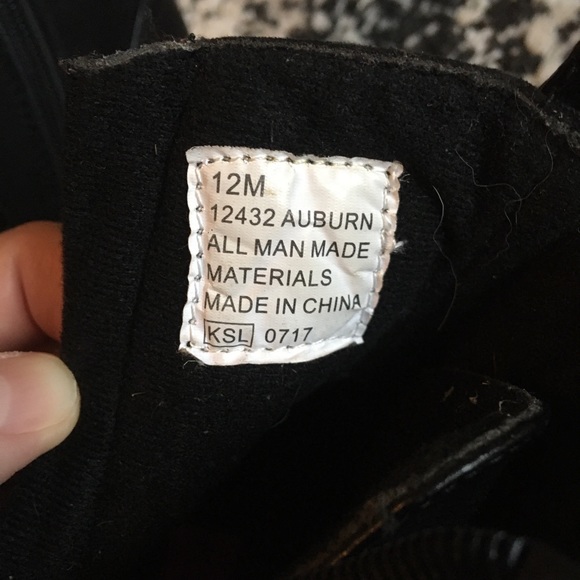 12M
12432 AUBURN
ALL MAN MADE
MATERIALS
MADE IN CHINA
KSL 0717